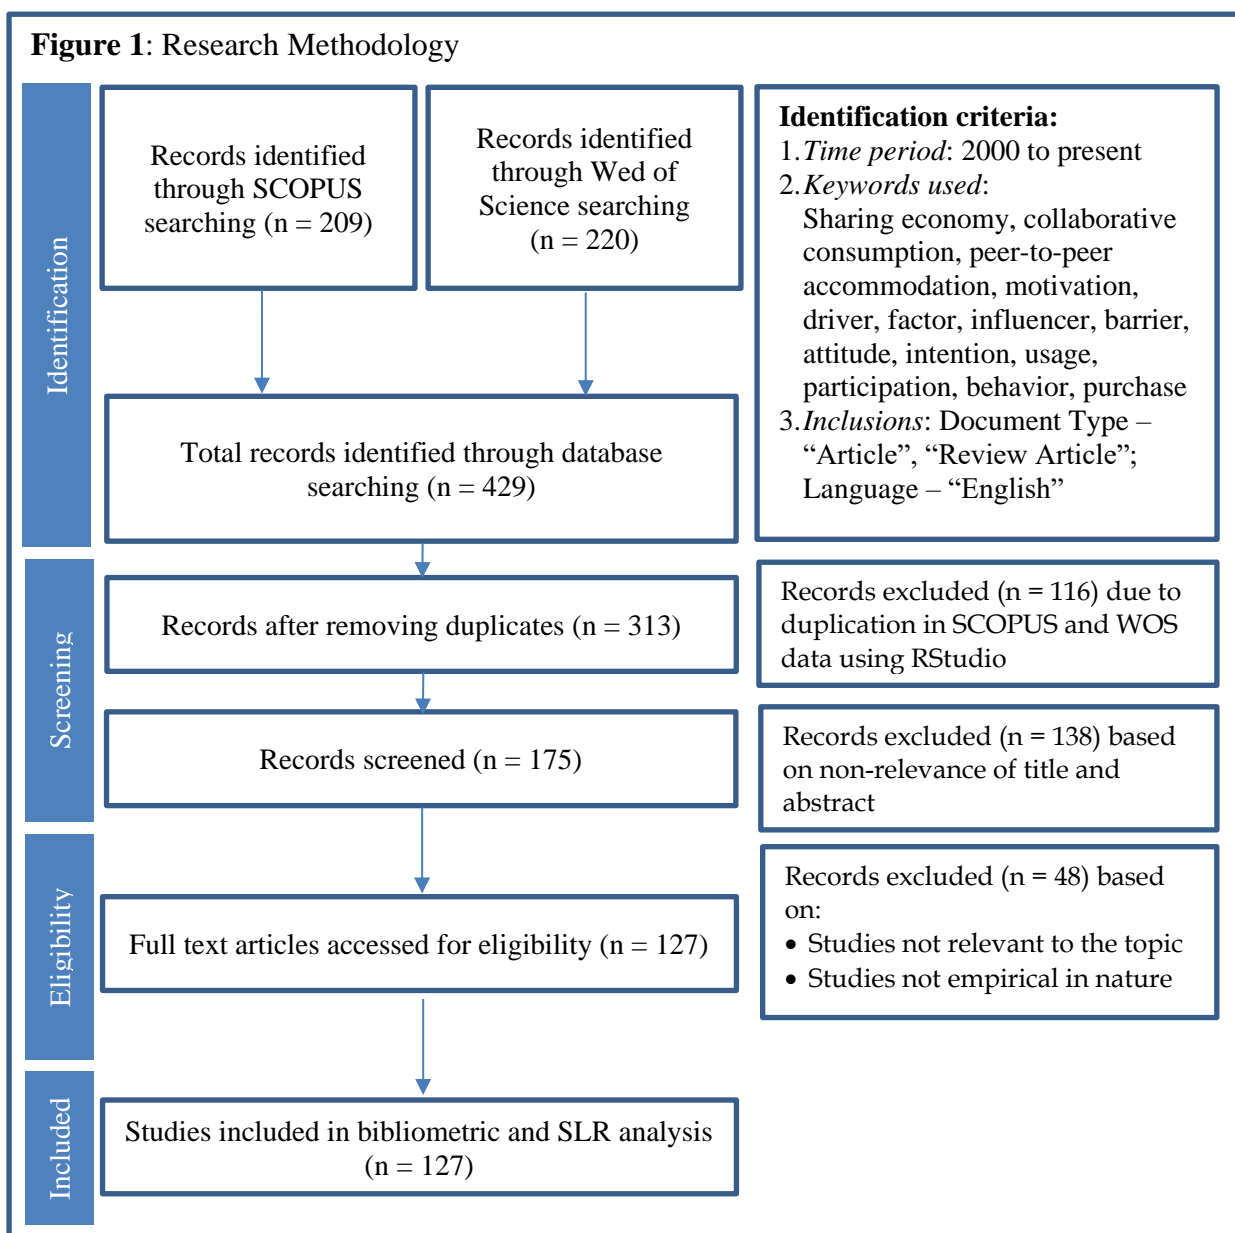 Figure 1: Research Methodology
Identification
Records identified
through SCOPUS
searching (n = 209)
Records identified
through Wed of
Science searching
(n = 220)
Identification criteria:
1. Time period: 2000 to present
2. Keywords used:
Sharing economy, collaborative
consumption, peer-to-peer
accommodation, motivation,
driver, factor, influencer, barrier,
attitude, intention, usage,
participation, behavior, purchase
3. Inclusions: Document Type –
“Article”, “Review Article”;
Language – “English”
Total records identified through database
searching (n = 429)
Screening
Records after removing duplicates (n = 313)
Records excluded (n = 116) due to
duplication in SCOPUS and WOS
data using RStudio
Records screened (n = 175)
Records excluded (n = 138) based
on non-relevance of title and
abstract
Eligibility
Full text articles accessed for eligibility (n = 127)
Records excluded (n = 48) based
on:
• Studies not relevant to the topic
• Studies not empirical in nature
Included
Studies included in bibliometric and SLR analysis
(n = 127)